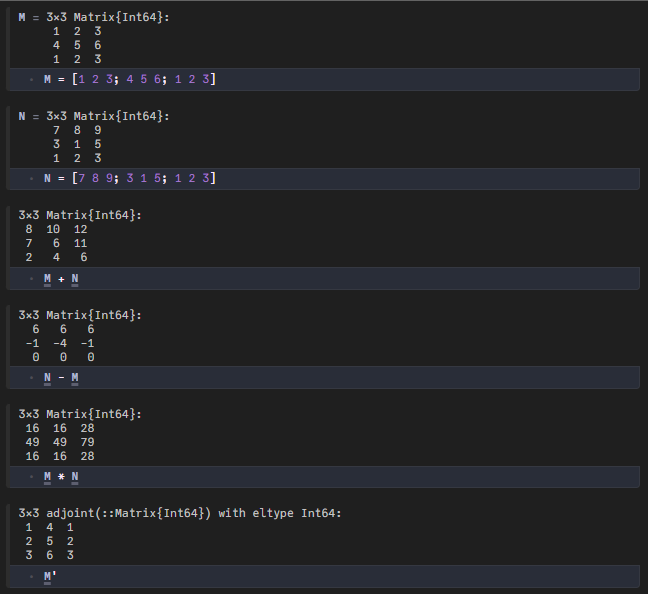 M = 3×3 Matrix{Int64}:
1 2 3
4 5 6
1 2 3
M = [1 2 3; 4 5 6; 1 2 3]
N = 3×3 Matrix{Int64}:
7 8 9
3 1 5
1 2 3
N = [7 8 9; 3 1 5; 1 2 3]
3×3 Matrix{Int64}:
8 10 12
7 6 11
2 4 6
M + N
3×3 Matrix{Int64}:
6 6 6
-1 -4 -1
0 0 0
N - M
3×3 Matrix{Int64}:
16 16 28
49 49 79
16 16 28
M * N
3×3 adjoint(::Matrix{Int64}) with eltype Int64:
1 4 1
2 5 2
3 6 3
M'